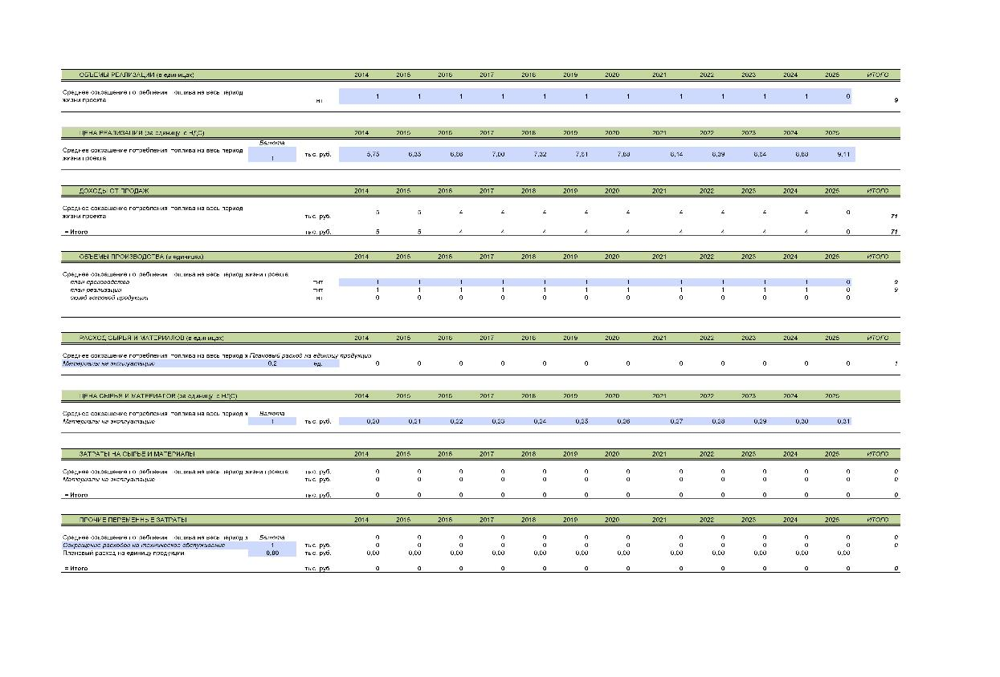 ОБЪЕМЫ РЕАЛИЗАЦИИ (в единицах) 2014 2015 2016 2017 2018 2019 2020 2021 2022 2023 2024 2025 ИТОГО
Среднее сокращение потребления топлива на весь период
жизни проекта тнт 1 1 1 1 1 1 1 1 1 1 1 0 9
ЦЕНА РЕАЛИЗАЦИИ (за единицу, с НДС) 2014 2015 2016 2017 2018 2019 2020 2021 2022 2023 2024 2025
Валюта
Среднее сокращение потребления топлива на весь период
жизни проекта 1 тыс. руб. 5,75 6,35 6,66 7,00 7,32 7,61 7,88 8,14 8,39 8,64 8,88 9,11
ДОХОДЫ ОТ ПРОДАЖ 2014 2015 2016 2017 2018 2019 2020 2021 2022 2023 2024 2025 ИТОГО
Среднее сокращение потребления топлива на весь период
жизни проекта тыс. руб. 5 5 4 4 4 4 4 4 4 4 4 0 71
= Итого тыс. руб. 5 5 4 4 4 4 4 4 4 4 4 0 71
ОБЪЕМЫ ПРОИЗВОДСТВА (в единицах) 2014 2015 2016 2017 2018 2019 2020 2021 2022 2023 2024 2025 ИТОГО
Среднее сокращение потребления топлива на весь период жизни проекта
план производства тнт 1 1 1 1 1 1 1 1 1 1 1 0 9
план реализации тнт 1 1 1 1 1 1 1 1 1 1 1 0 9
склад готовой продукции тнт 0 0 0 0 0 0 0 0 0 0 0 0
РАСХОД СЫРЬЯ И МАТЕРИАЛОВ (в единицах) 2014 2015 2016 2017 2018 2019 2020 2021 2022 2023 2024 2025 ИТОГО
Среднее сокращение потребления топлива на весь период ж Плановый расход на единицу продукции
Материалы на эксплуатацию 0,2 ед. 0 0 0 0 0 0 0 0 0 0 0 0 1
ЦЕНА СЫРЬЯ И МАТЕРИАЛОВ (за единицу, с НДС) 2014 2015 2016 2017 2018 2019 2020 2021 2022 2023 2024 2025
Среднее сокращение потребления топлива на весь период ж Валюта
Материалы на эксплуатацию 1 тыс. руб. 0,20 0,21 0,22 0,23 0,24 0,25 0,26 0,27 0,28 0,29 0,30 0,31
ЗАТРАТЫ НА СЫРЬЕ И МАТЕРИАЛЫ 2014 2015 2016 2017 2018 2019 2020 2021 2022 2023 2024 2025 ИТОГО
Среднее сокращение потребления топлива на весь период жизни проекта тыс. руб. 0 0 0 0 0 0 0 0 0 0 0 0 0
Материалы на эксплуатацию тыс. руб. 0 0 0 0 0 0 0 0 0 0 0 0 0
= Итого тыс. руб. 0 0 0 0 0 0 0 0 0 0 0 0 0
ПРОЧИЕ ПЕРЕМЕННЫЕ ЗАТРАТЫ 2014 2015 2016 2017 2018 2019 2020 2021 2022 2023 2024 2025 ИТОГО
Среднее сокращение потребления топлива на весь период ж Валюта 0 0 0 0 0 0 0 0 0 0 0 0 0
Сокращение расходов на техническое обслуживание 1 тыс. руб. 0 0 0 0 0 0 0 0 0 0 0 0 0
Плановый расход на единицу продукции 0,00 тыс. руб. 0,00 0,00 0,00 0,00 0,00 0,00 0,00 0,00 0,00 0,00 0,00 0,00
= Итого тыс. руб. 0 0 0 0 0 0 0 0 0 0 0 0 0